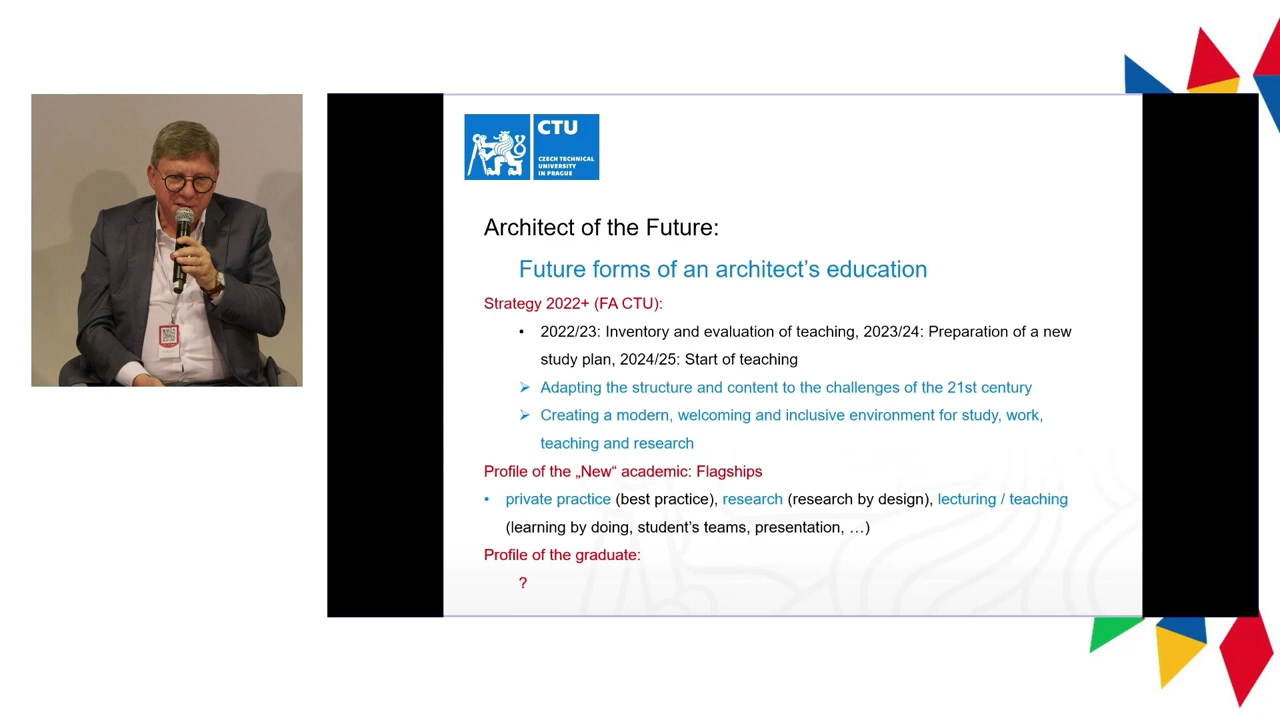 CTU
CZECH TECHNICAL
UNIVERSITY
IN PRAGUE
Architect of the Future:
Future forms of an architect’s education
Strategy 2022+ (FA CTU):
• 2022/23: Inventory and evaluation of teaching, 2023/24: Preparation of a new
study plan, 2024/25: Start of teaching
➢ Adapting the structure and content to the challenges of the 21st century
➢ Creating a modern, welcoming and inclusive environment for study, work,
teaching and research
Profile of the „New“ academic: Flagships
• private practice (best practice), research (research by design), lecturing / teaching
(learning by doing, student’s teams, presentation, …)
Profile of the graduate:
?